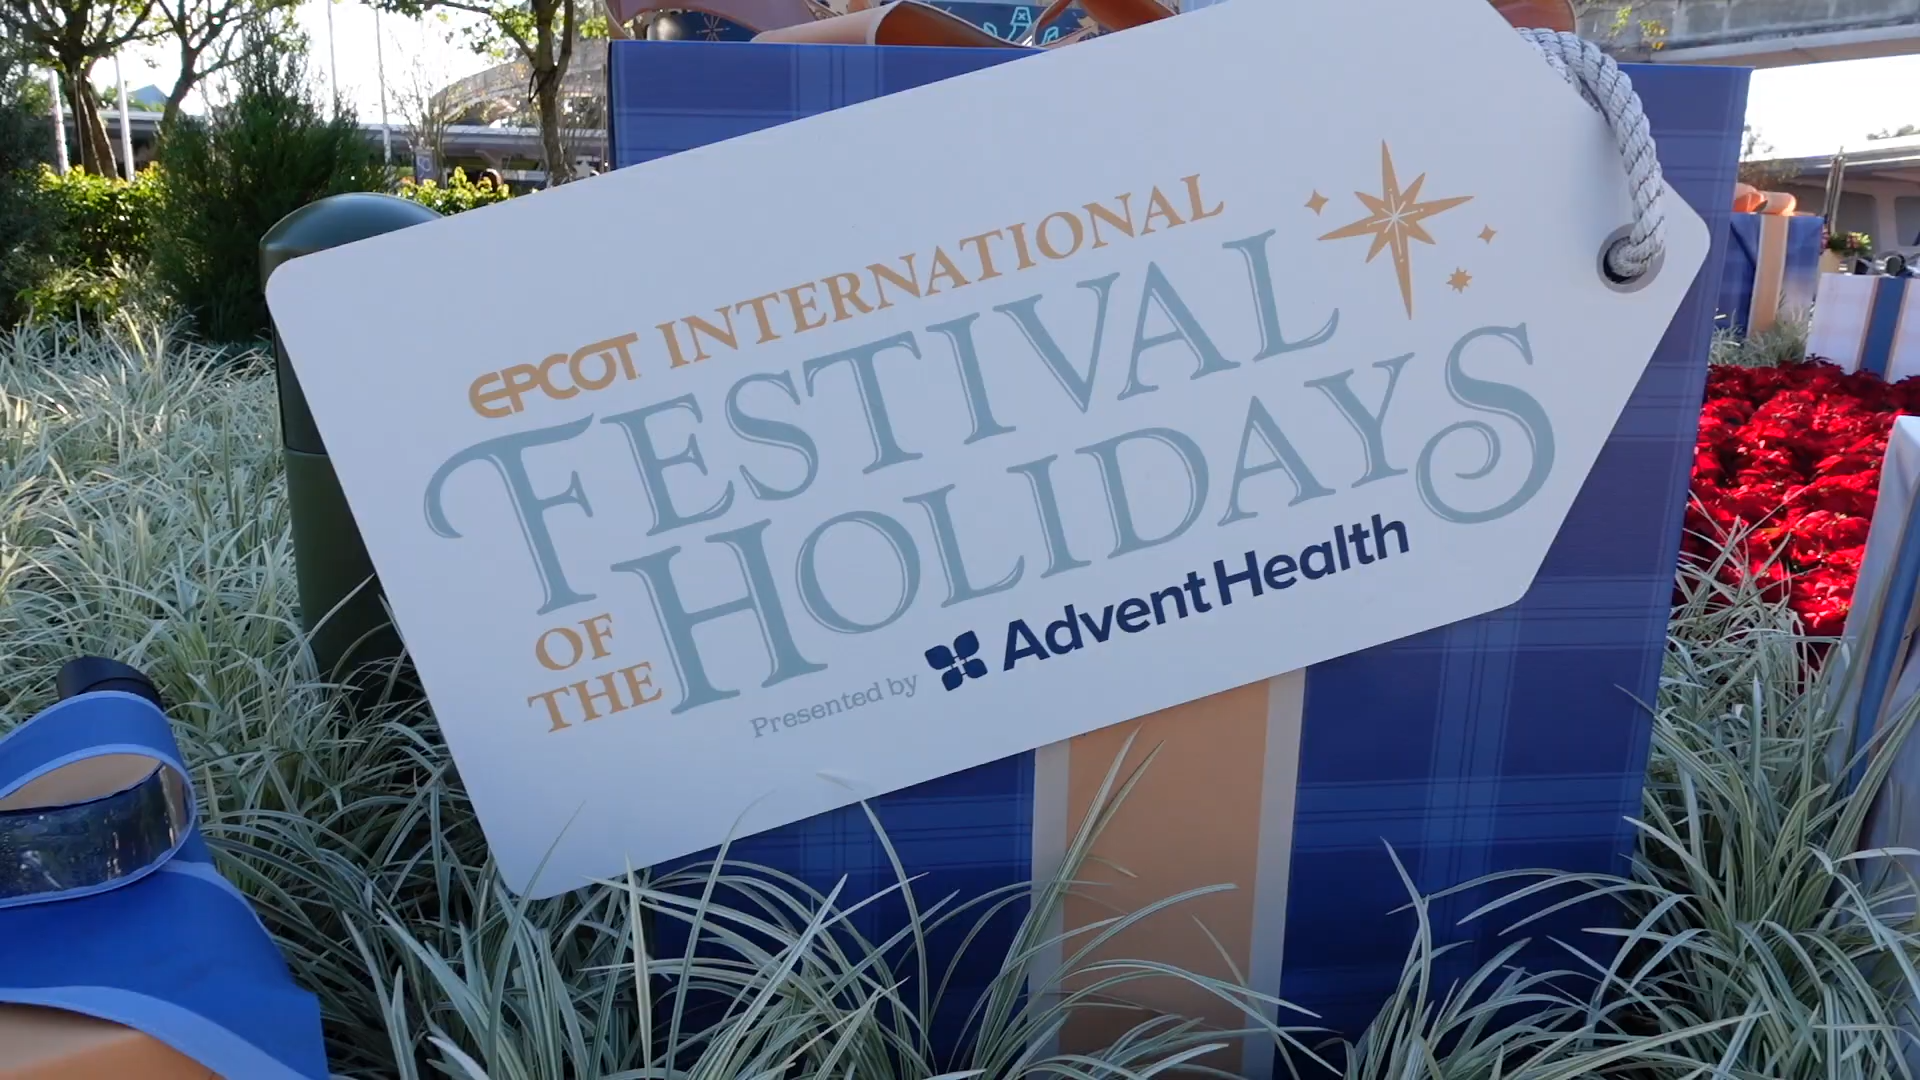 EPCOT INTERNATIONAL
FESTIVAL
OF THE
HOLIDAYS
Presented by AdventHealth